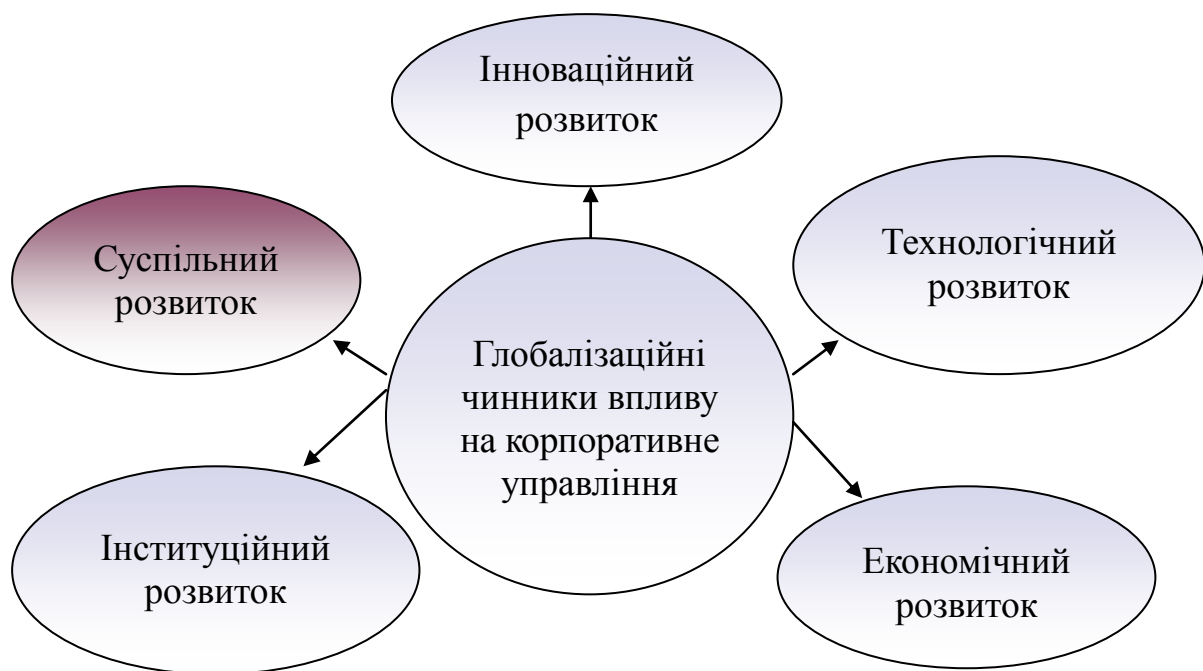 Інноваційний
розвиток
Суспільний
розвиток
Технологічний
розвиток
Глобалізаційні
чинники впливу
на корпоративне
управління
Інституційний
розвиток
Економічний
розвиток